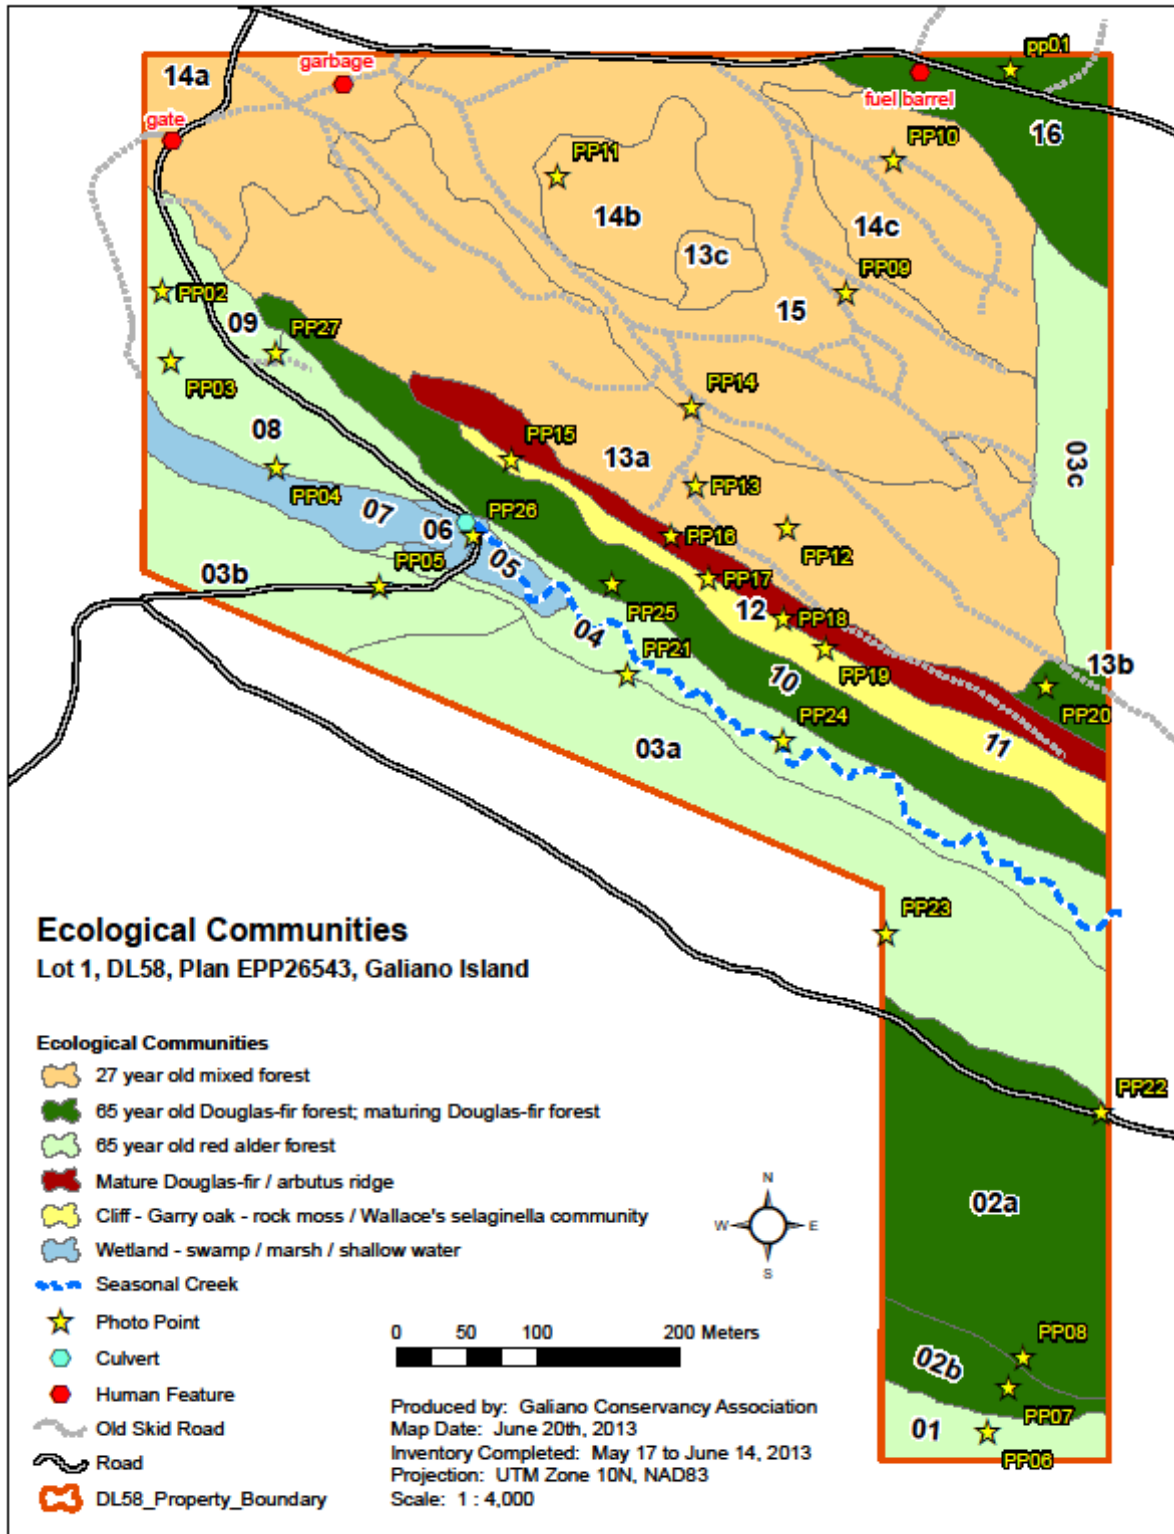 pp01
garbage
14a
fuel barrel
gate
16
PP10
PP11
14b
14c
13c
PP09
PP02
15
09
PP27
PP03
PP14
08
PP15
13a
03c
PP04
PP13
07
06
PP26
PP16
PP12
05
PP05
03b
PP17
PP25
12
PP18
04
PP21
PP19
13b
10
PP20
PP24
03a
11
PP23
Ecological Communities
Lot 1, DL58, Plan EPP26543, Galiano Island
Ecological Communities
27 year old mixed forest
65 year old Douglas-fir forest; maturing Douglas-fir forest
65 year old red alder forest
Mature Douglas-fir / arbutus ridge
Cliff - Garry oak - rock moss / Wallace's selaginella community
Wetland - swamp / marsh / shallow water
Seasonal Creek
Photo Point
Culvert
Human Feature
Old Skid Road
Road
DL58_Property_Boundary
N
W E
S
0 50 100 200 Meters
Produced by: Galiano Conservancy Association
Map Date: June 20th, 2013
Inventory Completed: May 17 to June 14, 2013
Projection: UTM Zone 10N, NAD83
Scale: 1 : 4,000
PP22
02a
PP08
02b
PP07
01
PP06